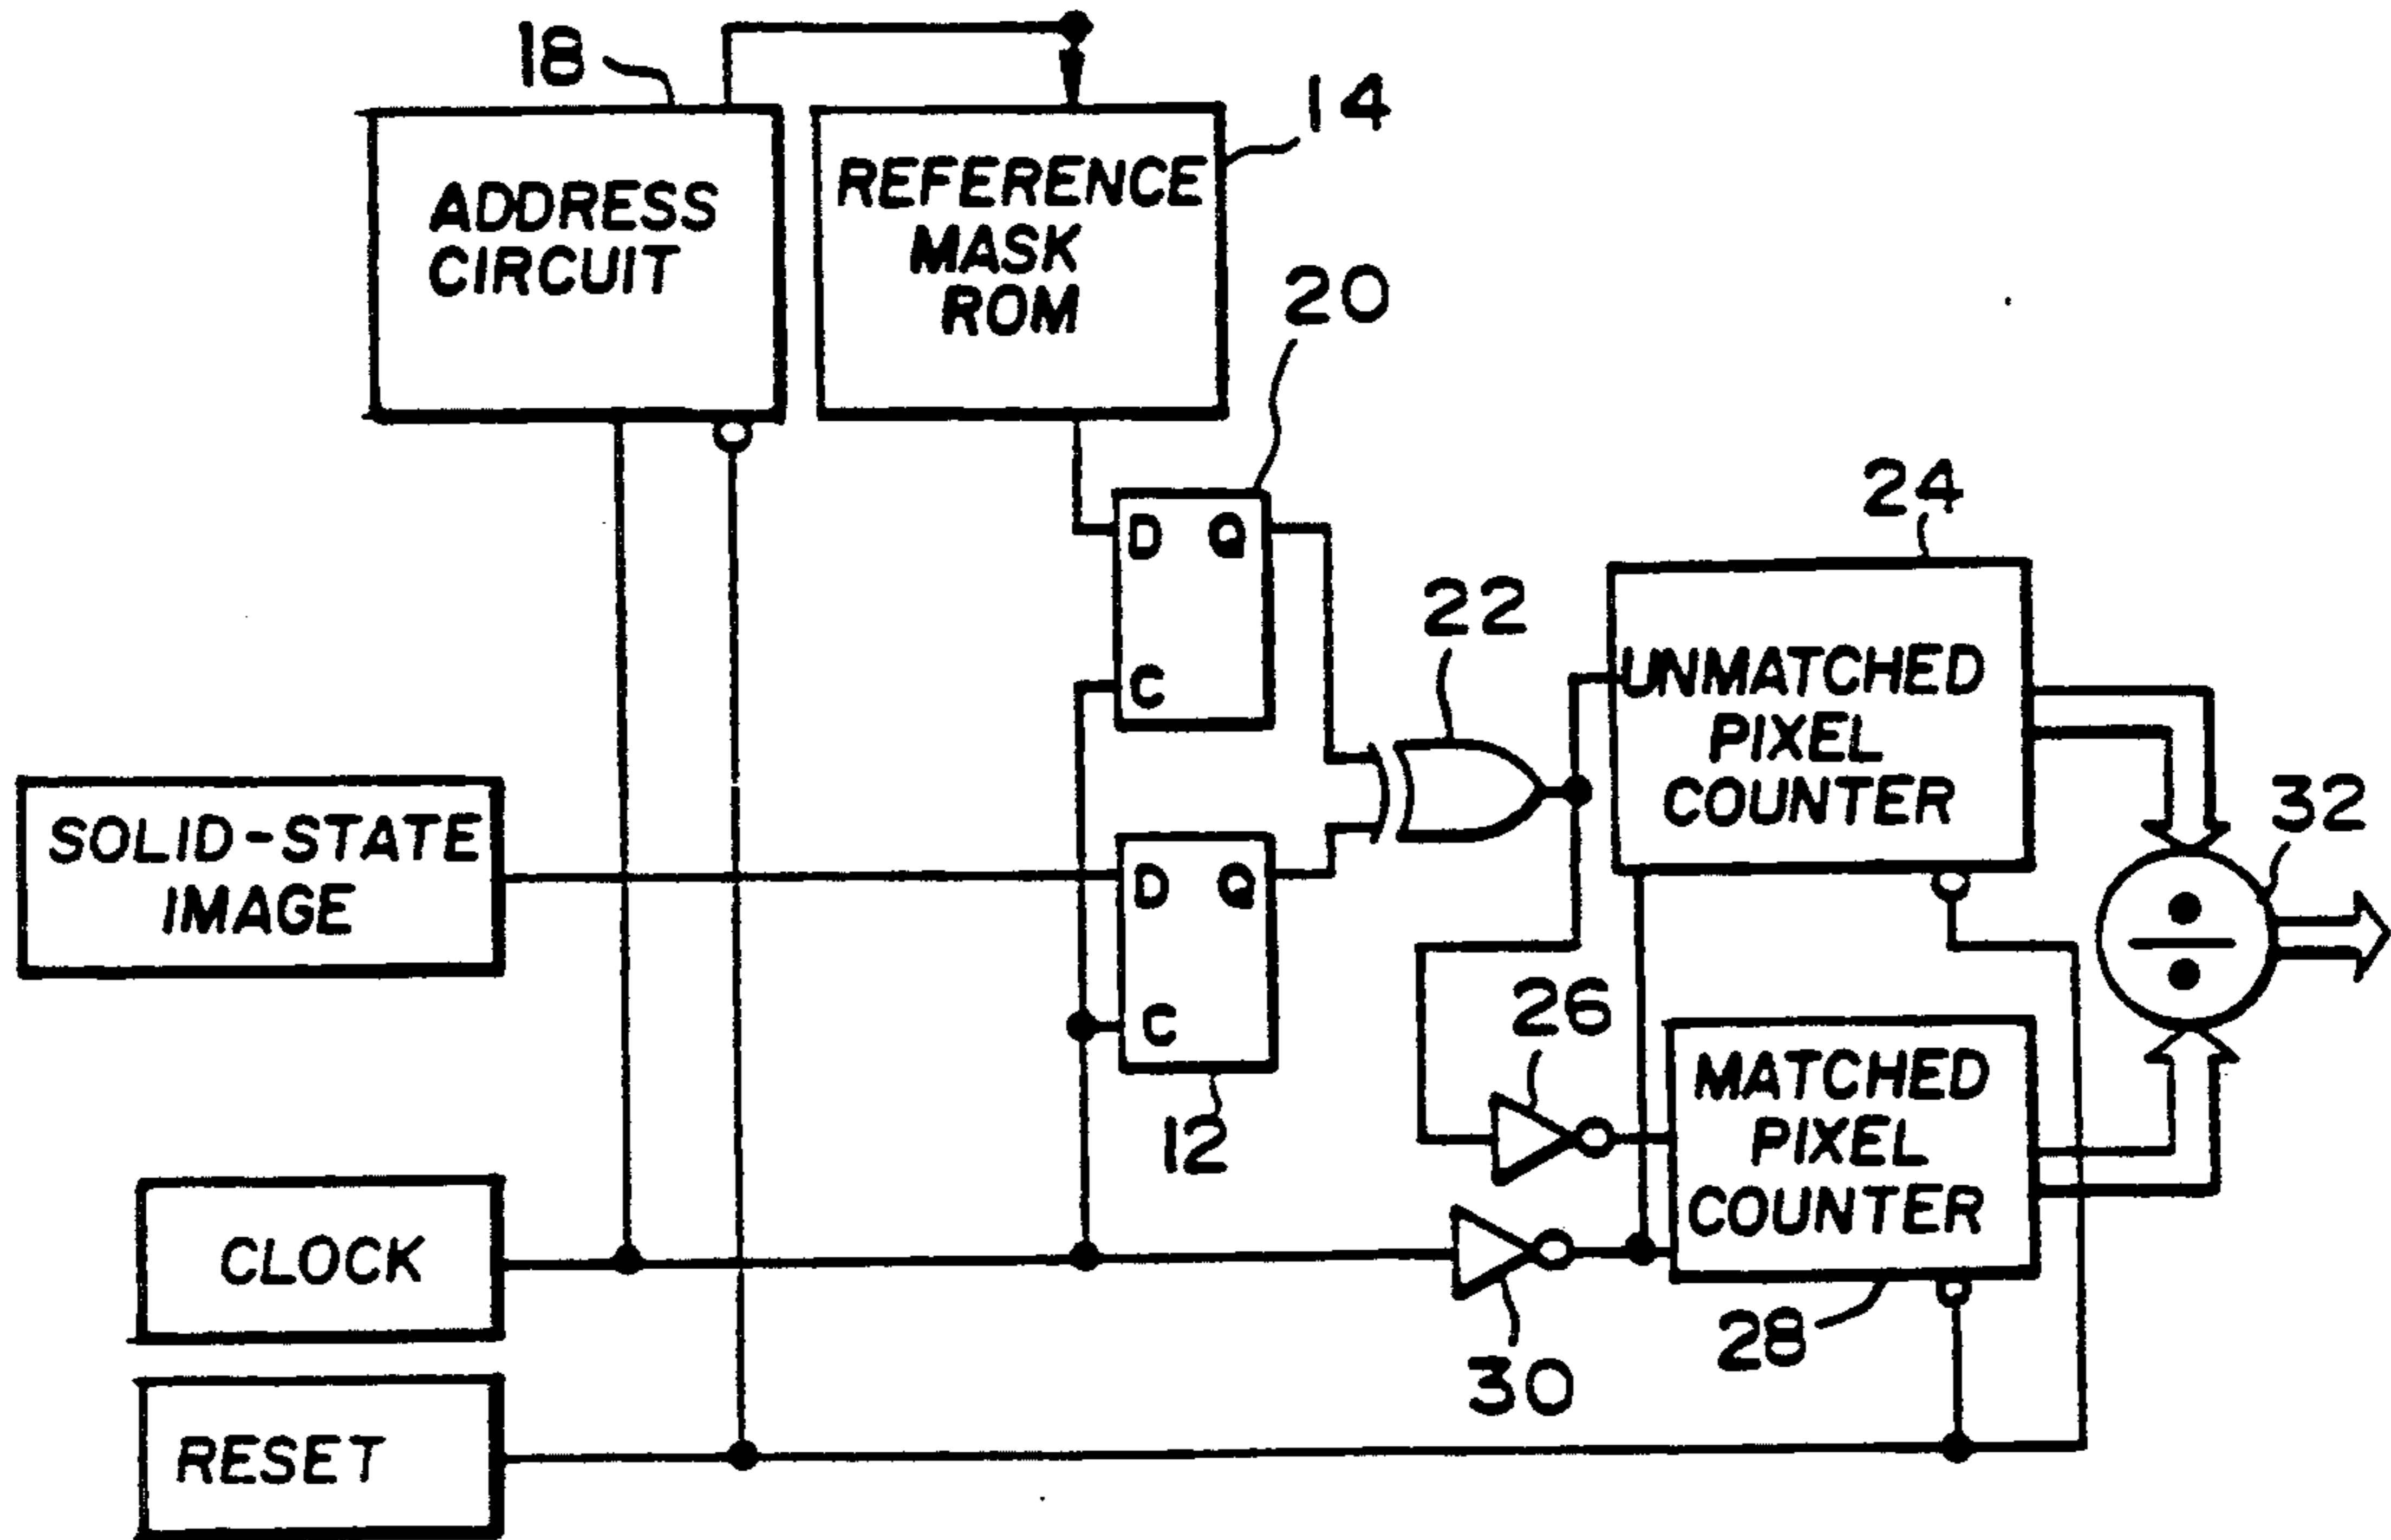 18
14
ADDRESS
CIRCUIT
REFERENCE
MASK
ROM
20
D Q
C
22
24
UNMATCHED
PIXEL
COUNTER
32
SOLID-STATE
IMAGE
D Q
C
12
26
MATCHED
PIXEL
COUNTER
28
30
CLOCK
RESET